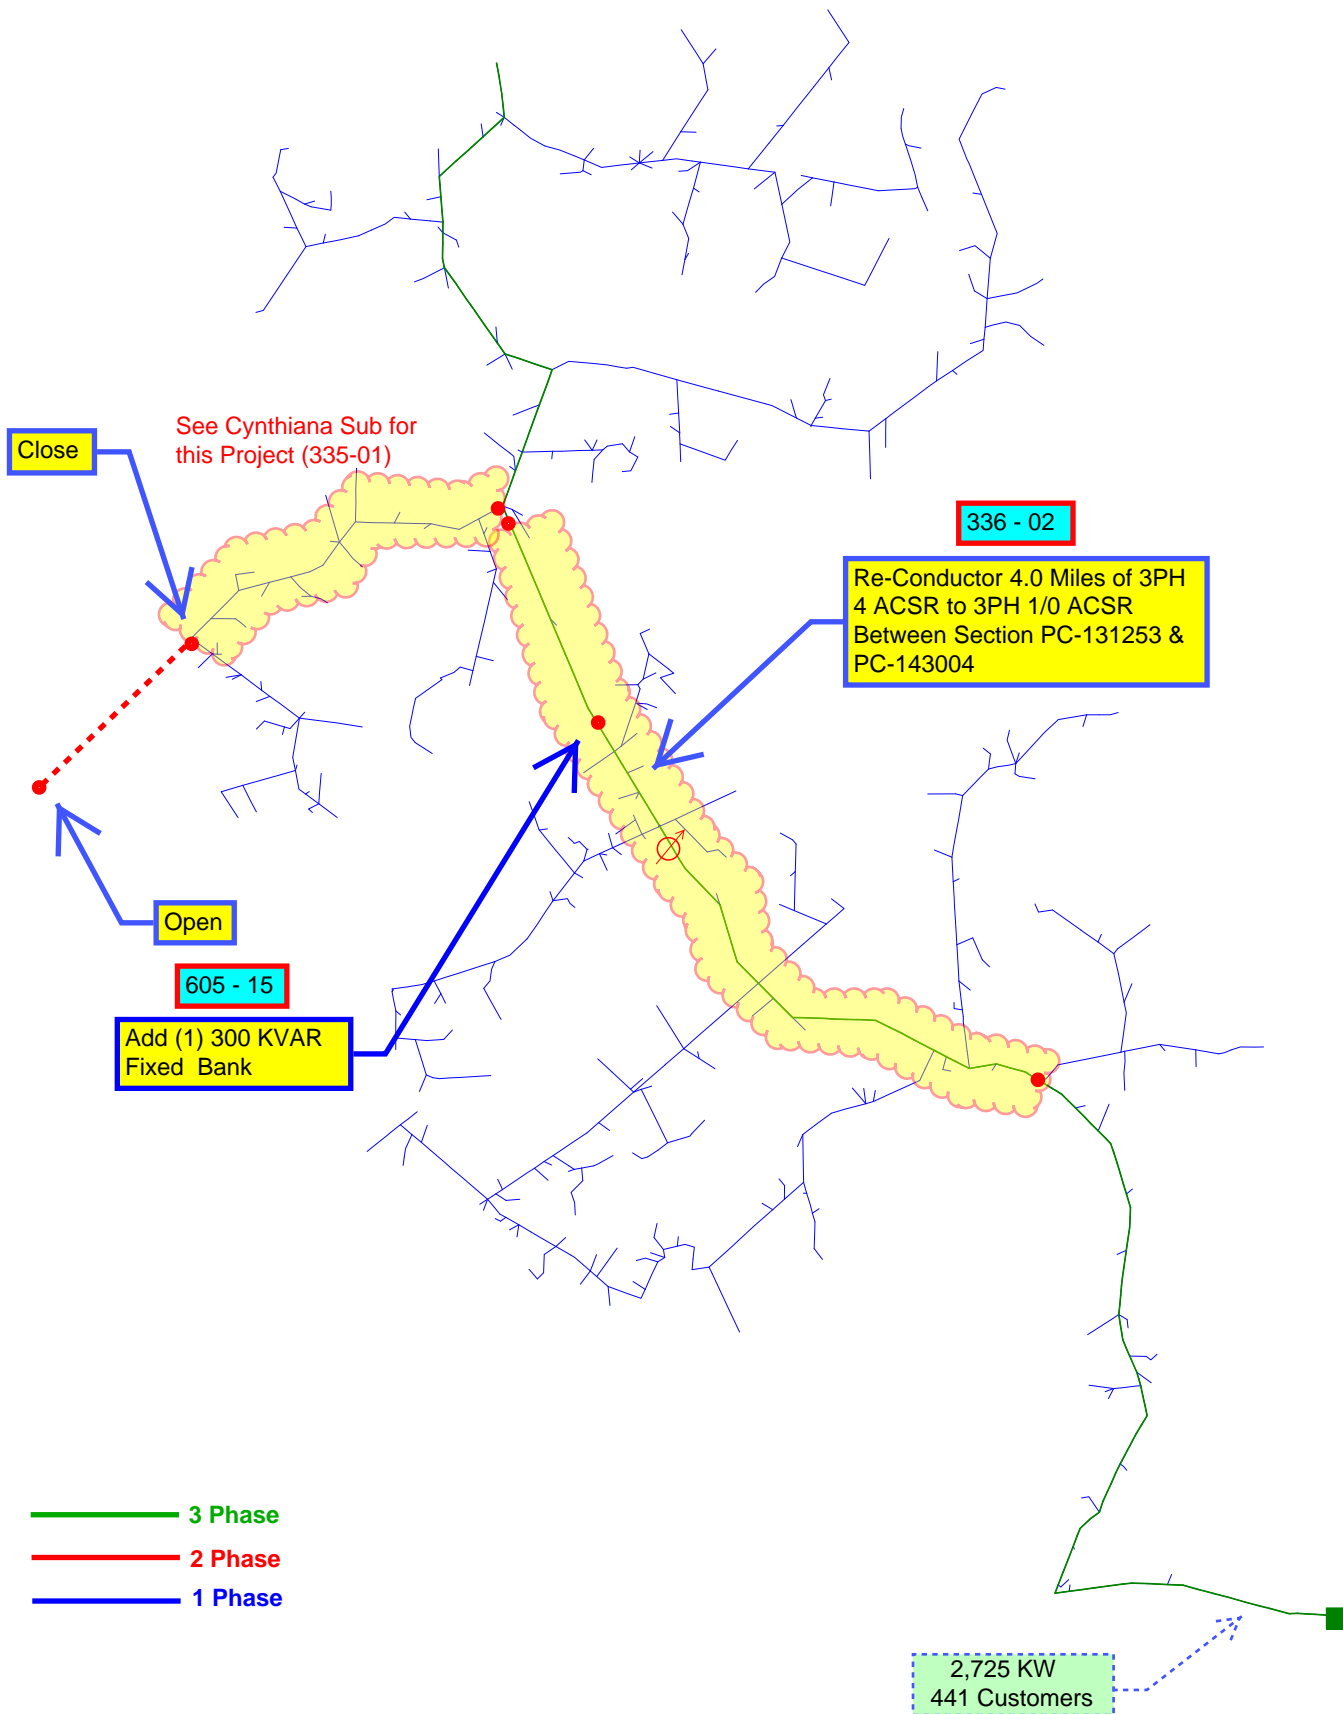 See Cynthiana Sub for
this Project (335-01)
Close
336 - 02
Re-Conductor 4.0 Miles of 3PH
4 ACSR to 3PH 1/0 ACSR
Between Section PC-131253 &
PC-143004
Open
605 - 15
Add (1) 300 KVAR
Fixed Bank
3 Phase
2 Phase
1 Phase
2,725 KW
441 Customers